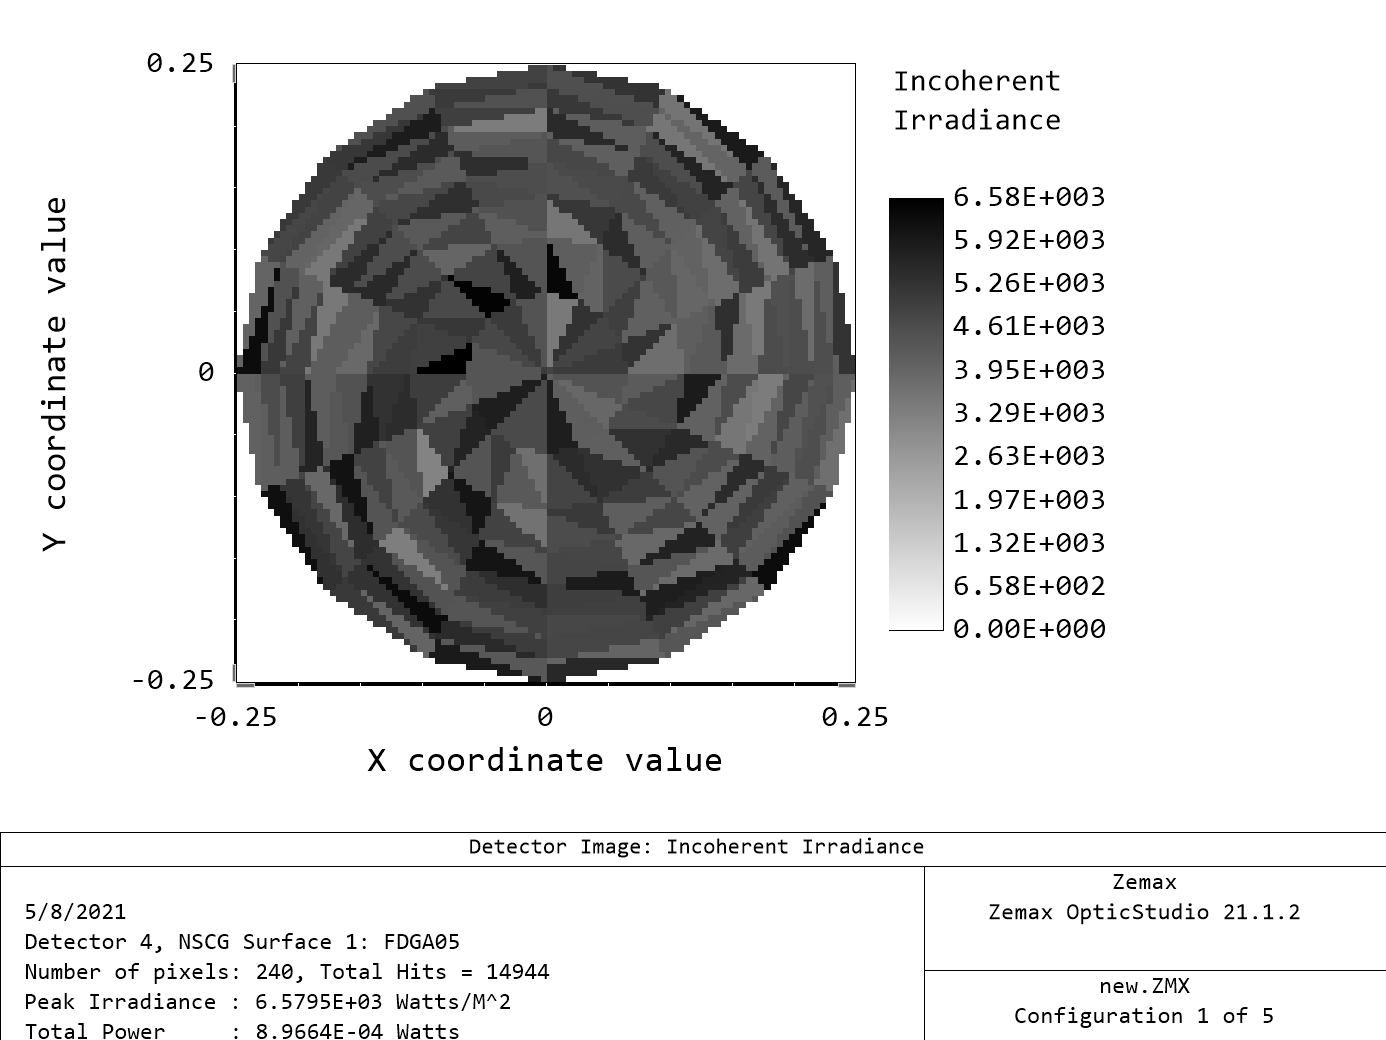 0.25
0
-0.25
Y coordinate value
-0.25 0 0.25
X coordinate value
Incoherent
Irradiance
6.58E+003
5.92E+003
5.26E+003
4.61E+003
3.95E+003
3.29E+003
2.63E+003
1.97E+003
1.32E+003
6.58E+002
0.00E+000
Detector Image: Incoherent Irradiance
5/8/2021
Detector 4, NSCG Surface 1: FDGA05
Number of pixels: 240, Total Hits = 14944
Peak Irradiance : 6.5795E+03 Watts/M^2
Total Power : 8.9664E-04 Watts
Zemax
Zemax OpticStudio 21.1.2
new.ZMX
Configuration 1 of 5